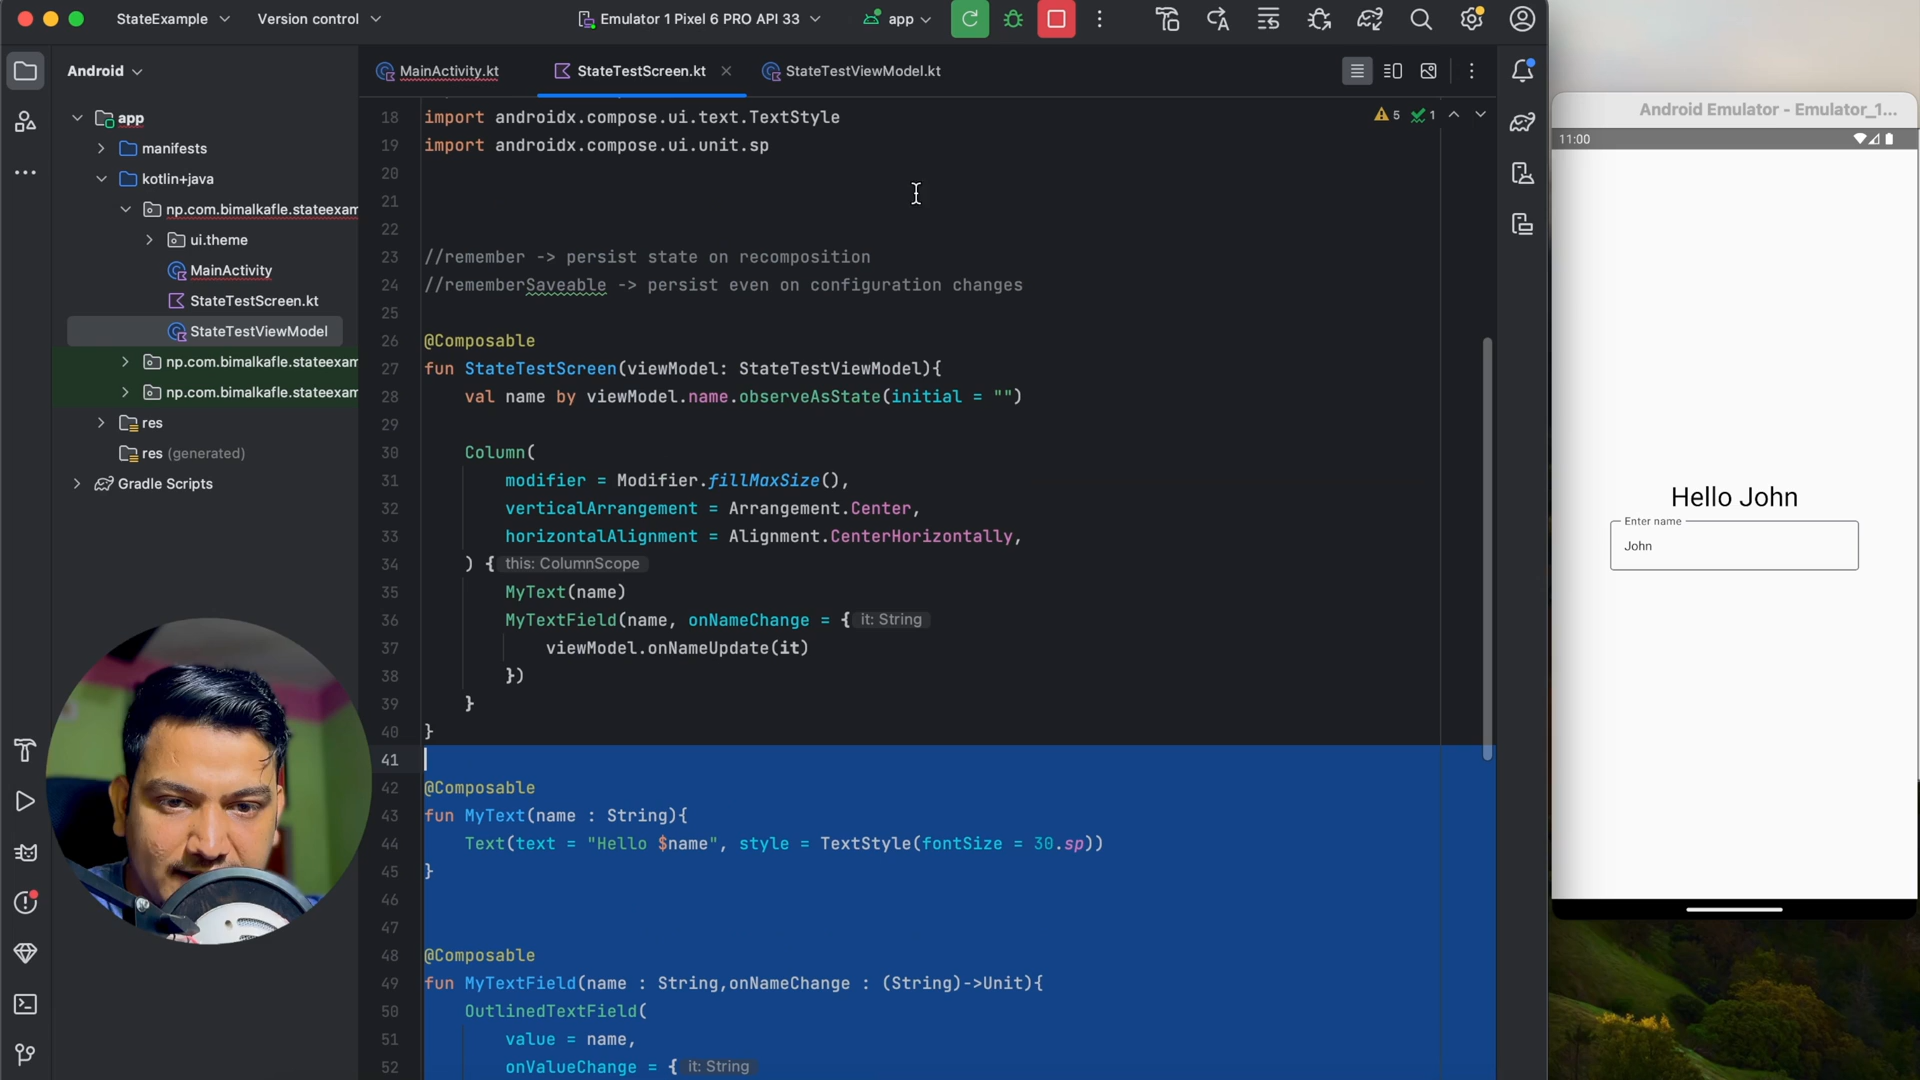 StateExample
Version control
Emulator 1 Pixel 6 PRO API 33
app
Android
MainActivity.kt
StateTestScreen.kt
StateTestViewModel.kt
app
manifests
kotlin+java
np.com.bimalkafle.stateexam
ui.theme
MainActivity
StateTestScreen.kt
StateTestViewModel
np.com.bimalkafle.stateexam
np.com.bimalkafle.stateexam
res
res (generated)
Gradle Scripts
5
1
18 import androidx.compose.ui.text.TextStyle
19 import androidx.compose.ui.unit.sp
20
21
22
23 //remember -> persist state on recomposition
24 //rememberSaveable -> persist even on configuration changes
25
26 @Composable
27 fun StateTestScreen(viewModel: StateTestViewModel){
28 val name by viewModel.name.observeAsState(initial = "")
29
30 Column(
31 modifier = Modifier.fillMaxSize(),
32 verticalArrangement = Arrangement.Center,
33 horizontalAlignment = Alignment.CenterHorizontally,
34 ) { this: ColumnScope
35 MyText(name)
36 MyTextField(name, onNameChange = { it: String
37 viewModel.onNameUpdate(it)
38 })
39 }
40 }
41
42 @Composable
43 fun MyText(name : String){
44 Text(text = "Hello $name", style = TextStyle(fontSize = 30.sp))
45 }
46
47
48 @Composable
49 fun MyTextField(name : String,onNameChange : (String)->Unit){
50 OutlinedTextField(
51 value = name,
52 onValueChange = { it: String
Android Emulator - Emulator_1...
11:00
Hello John
Enter name
John